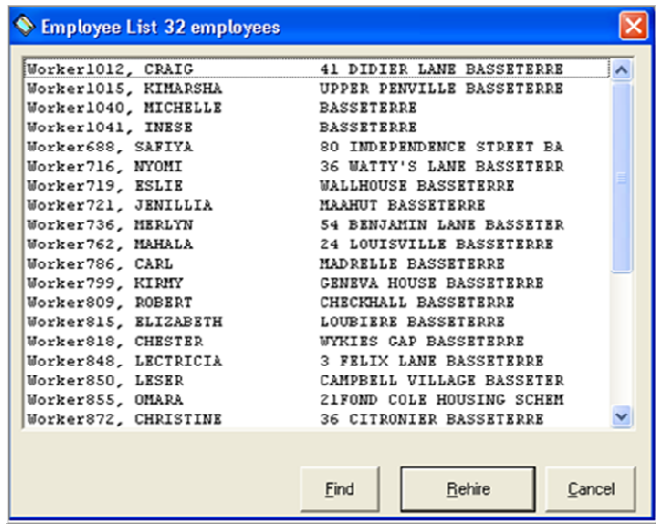 Employee List 32 employees
Worker1012, CRAIG 41 DIDIER LANE BASSETERRE
Worker1015, KIMARSHA UPPER PENVILLE BASSETERRE
Worker1040, MICHELLE BASSETERRE
Worker1041, INESE BASSETERRE
Worker688, SAFIYA 80 INDEPENDENCE STREET BA
Worker716, NYOMI 36 WATTY'S LANE BASSETERR
Worker719, ESLIE WALLHOUSE BASSETERRE
Worker721, JENILLIA MAAHUT BASSETERRE
Worker736, MERLYN 54 BENJAMIN LANE BASSETER
Worker762, MAHALA 24 LOUISVILLE BASSETERRE
Worker786, CARL MADRELLE BASSETERRE
Worker799, KIRMY GENEVA HOUSE BASSETERRE
Worker809, ROBERT CHECKHALL BASSETERRE
Worker815, ELIZABETH LOUBIERE BASSETERRE
Worker818, CHESTER WYKIES GAP BASSETERRE
Worker848, LECTRICIA 3 FELIX LANE BASSETERRE
Worker850, LESER CAMPBELL VILLAGE BASSETER
Worker855, OMARA 21FOND COLE HOUSING SCHEM
Worker872, CHRISTINE 36 CITRONIER BASSETERRE
Find Rehire Cancel